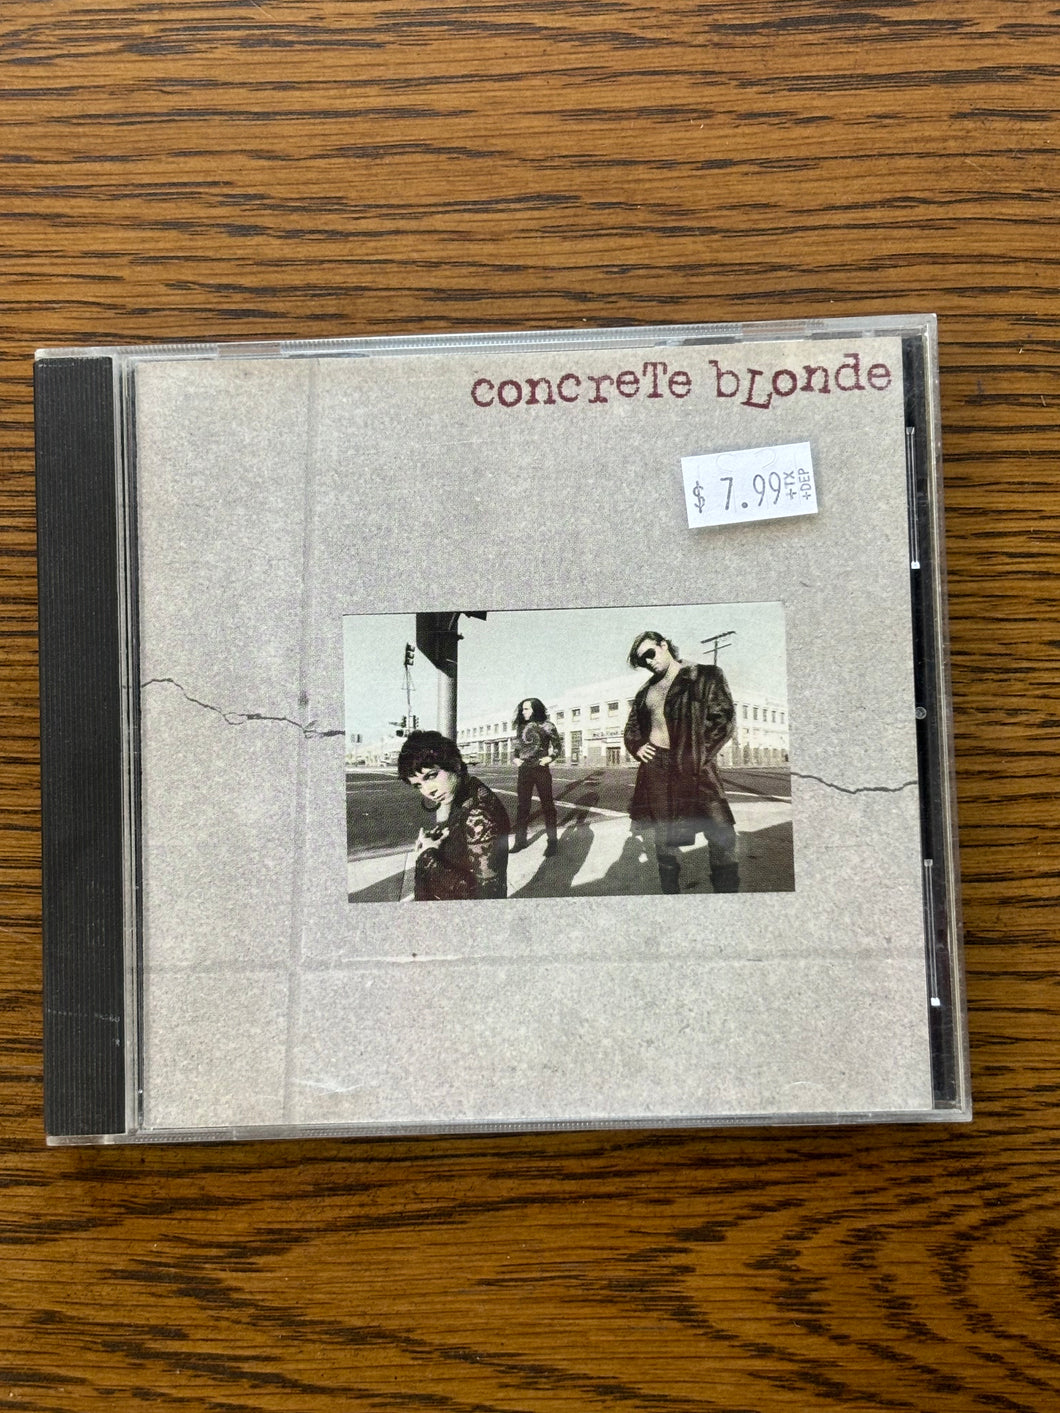 concreTe bLonde
$ 7.99
+TX
+DEP